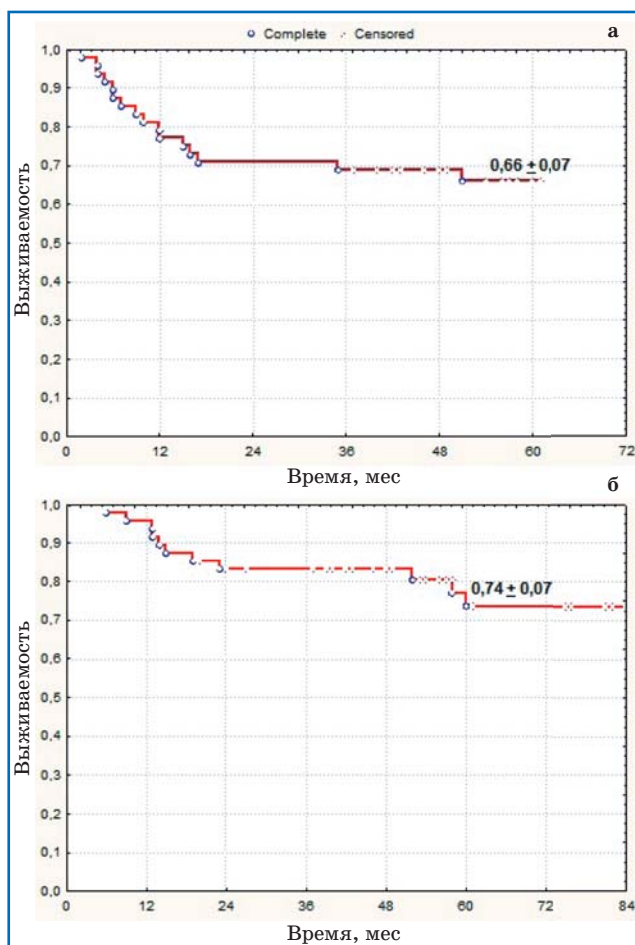 Complete Censored
а
1,0
0,9
0,8
0,7
0,6
0,5
0,4
0,3
0,2
0,1
0,0
Выживаемость
0,66 ± 0,07
0 12 24 36 48 60 72
Время, мес
б
1,0
0,9
0,8
0,7
0,6
0,5
0,4
0,3
0,2
0,1
0,0
Выживаемость
0,74 ± 0,07
0 12 24 36 48 60 72 84
Время, мес